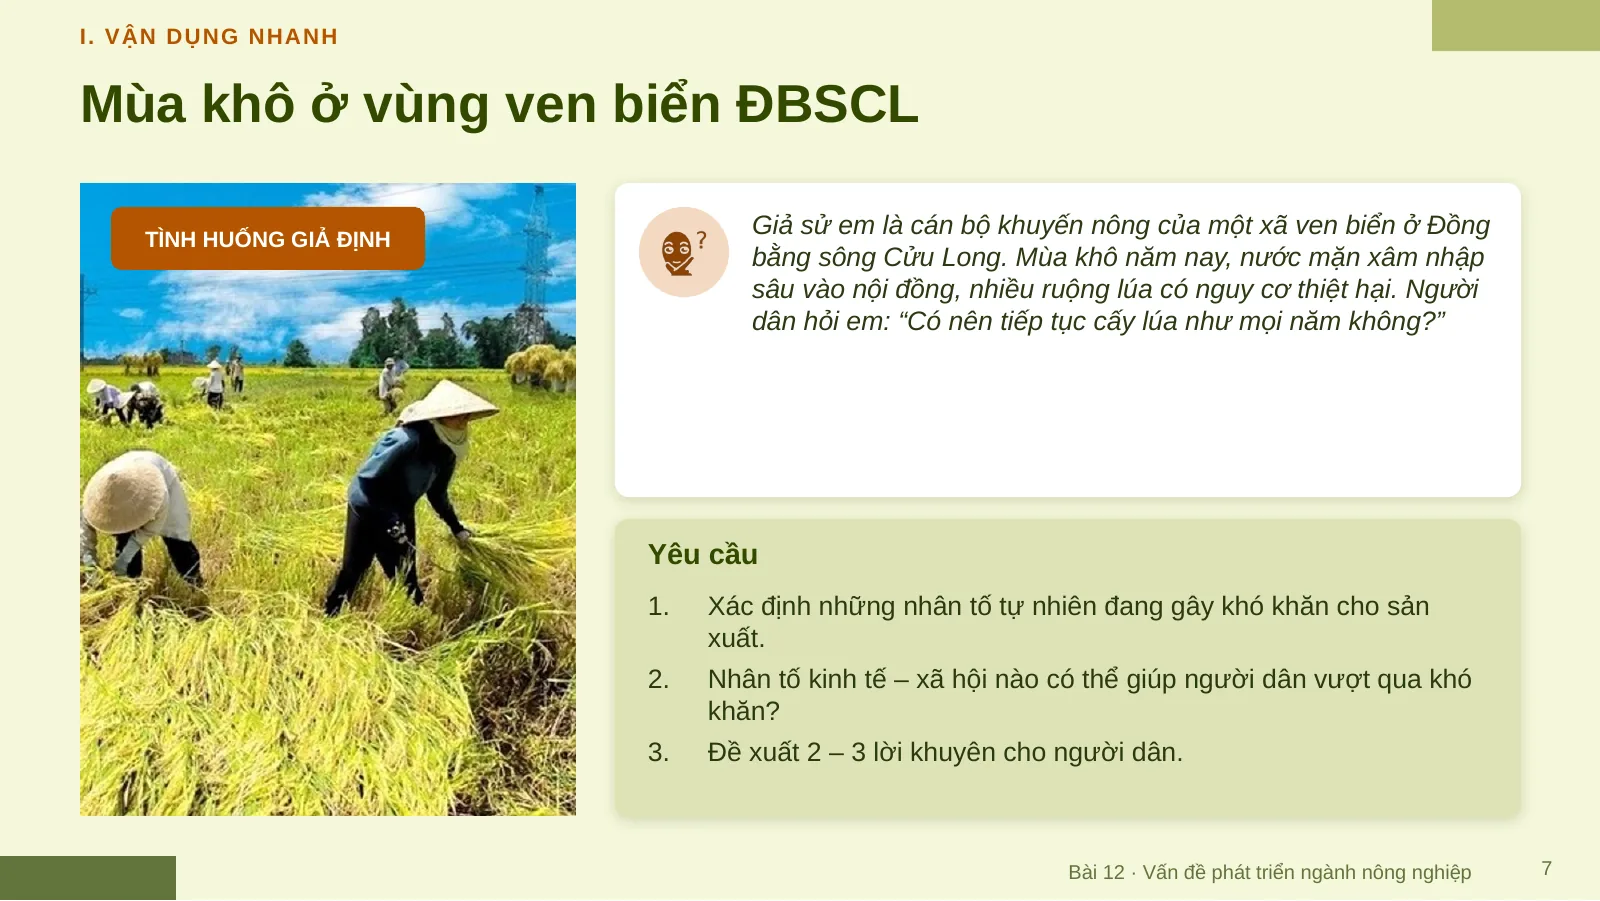 I. VẬN DỤNG NHANH
Mùa khô ở vùng ven biển ĐBSCL
TÌNH HUỐNG GIẢ ĐỊNH
?
Giả sử em là cán bộ khuyến nông của một xã ven biển ở Đồng
bằng sông Cửu Long. Mùa khô năm nay, nước mặn xâm nhập
sâu vào nội đồng, nhiều ruộng lúa có nguy cơ thiệt hại. Người
dân hỏi em: “Có nên tiếp tục cấy lúa như mọi năm không?”
Yêu cầu
1. Xác định những nhân tố tự nhiên đang gây khó khăn cho sản
xuất.
2. Nhân tố kinh tế – xã hội nào có thể giúp người dân vượt qua khó
khăn?
3. Đề xuất 2 – 3 lời khuyên cho người dân.
Bài 12 · Vấn đề phát triển ngành nông nghiệp
7